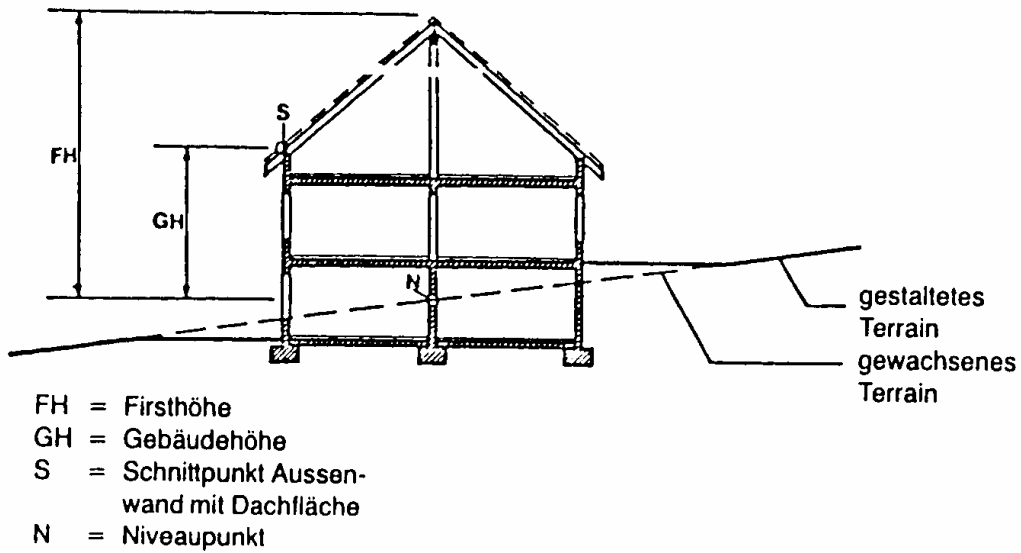 S
FH
GH
N
gestaltetes
Terrain
gewachsenes
Terrain
FH = Firsthöhe
GH = Gebäudehöhe
S = Schnittpunkt Aussen-
wand mit Dachfläche
N = Niveaupunkt